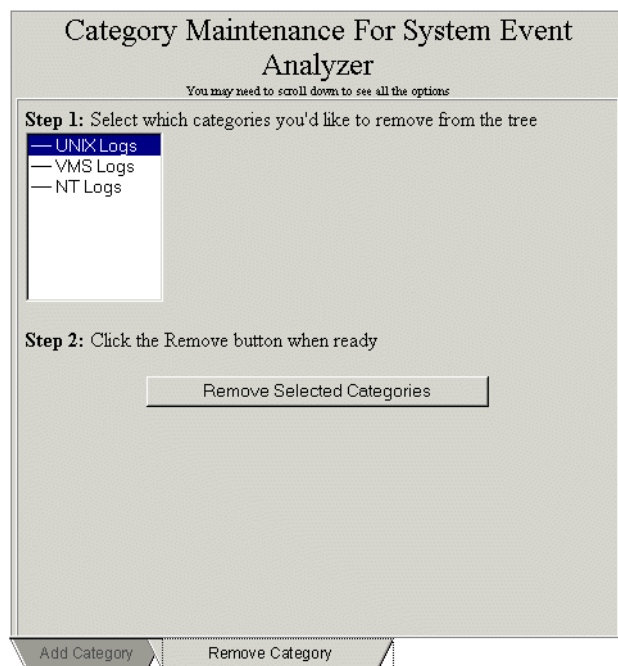 Category Maintenance For System Event
Analyzer
You may need to scroll down to see all the options
Step 1: Select which categories you'd like to remove from the tree
UNIX Logs
VMS Logs
NT Logs
Step 2: Click the Remove button when ready
Remove Selected Categories
Add Category
Remove Category